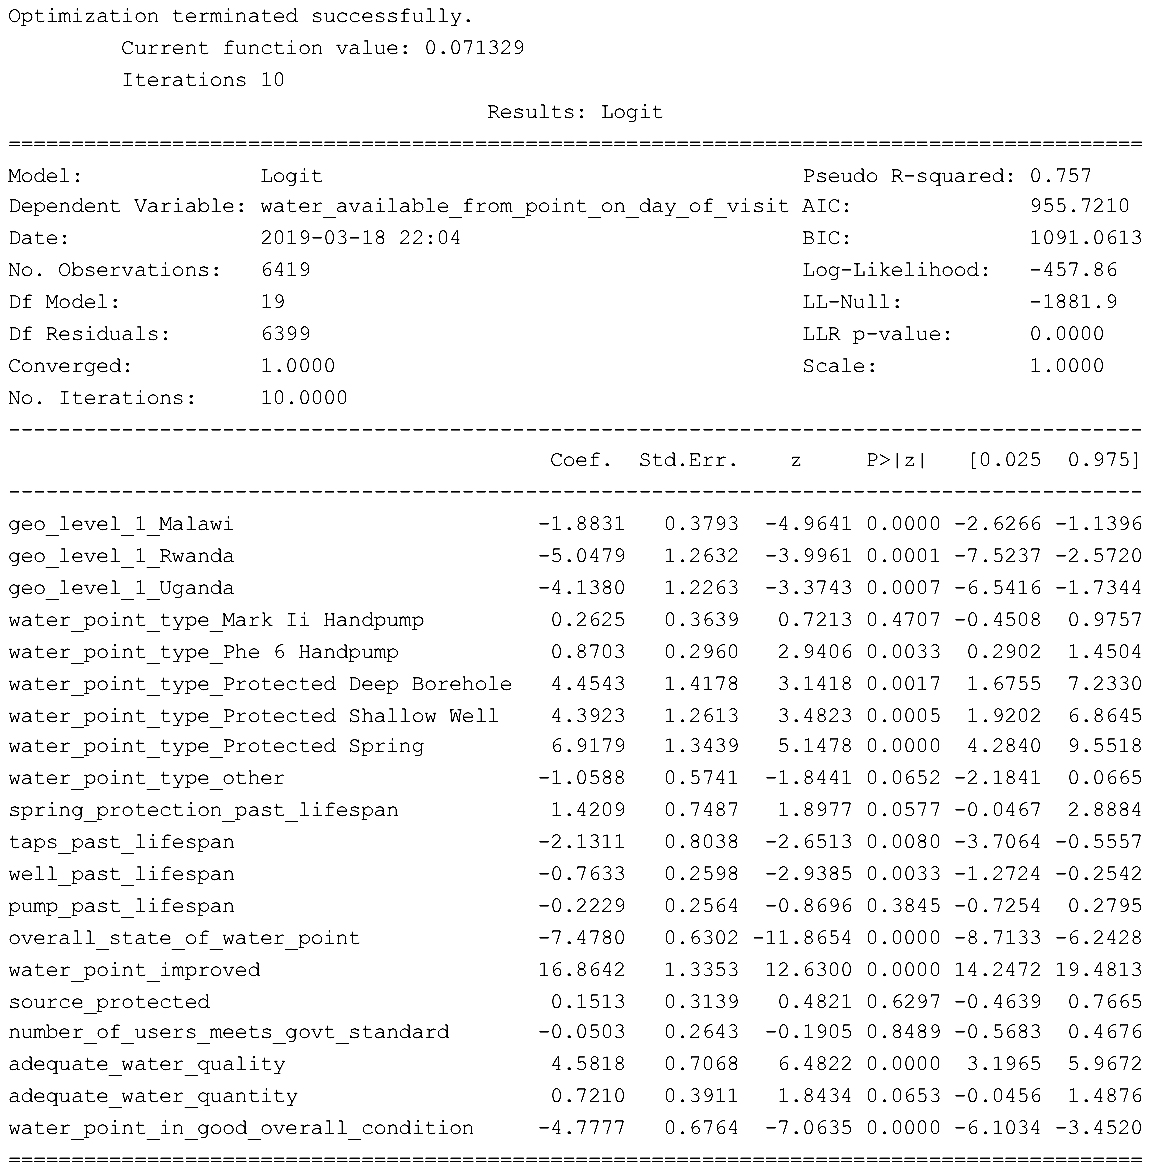 Optimization terminated successfully.
         Current function value: 0.071329
         Iterations 10
                                      Results: Logit
==========================================================================================
Model:              Logit                                      Pseudo R-squared: 0.757
Dependent Variable: water_available_from_point_on_day_of_visit AIC:              955.7210
Date:               2019-03-18 22:04                           BIC:              1091.0613
No. Observations:   6419                                       Log-Likelihood:   -457.86
Df Model:           19                                         LL-Null:          -1881.9
Df Residuals:       6399                                       LLR p-value:      0.0000
Converged:          1.0000                                     Scale:            1.0000
No. Iterations:     10.0000
------------------------------------------------------------------------------------------
                                           Coef.  Std.Err.    z     P>|z|   [0.025  0.975]
------------------------------------------------------------------------------------------
geo_level_1_Malawi                        -1.8831   0.3793  -4.9641 0.0000 -2.6266 -1.1396
geo_level_1_Rwanda                        -5.0479   1.2632  -3.9961 0.0001 -7.5237 -2.5720
geo_level_1_Uganda                        -4.1380   1.2263  -3.3743 0.0007 -6.5416 -1.7344
water_point_type_Mark Ii Handpump          0.2625   0.3639   0.7213 0.4707 -0.4508  0.9757
water_point_type_Phe 6 Handpump            0.8703   0.2960   2.9406 0.0033  0.2902  1.4504
water_point_type_Protected Deep Borehole   4.4543   1.4178   3.1418 0.0017  1.6755  7.2330
water_point_type_Protected Shallow Well    4.3923   1.2613   3.4823 0.0005  1.9202  6.8645
water_point_type_Protected Spring          6.9179   1.3439   5.1478 0.0000  4.2840  9.5518
water_point_type_other                    -1.0588   0.5741  -1.8441 0.0652 -2.1841  0.0665
spring_protection_past_lifespan            1.4209   0.7487   1.8977 0.0577 -0.0467  2.8884
taps_past_lifespan                        -2.1311   0.8038  -2.6513 0.0080 -3.7064 -0.5557
well_past_lifespan                        -0.7633   0.2598  -2.9385 0.0033 -1.2724 -0.2542
pump_past_lifespan                        -0.2229   0.2564  -0.8696 0.3845 -0.7254  0.2795
overall_state_of_water_point              -7.4780   0.6302 -11.8654 0.0000 -8.7133 -6.2428
water_point_improved                      16.8642   1.3353  12.6300 0.0000 14.2472 19.4813
source_protected                           0.1513   0.3139   0.4821 0.6297 -0.4639  0.7665
number_of_users_meets_govt_standard       -0.0503   0.2643  -0.1905 0.8489 -0.5683  0.4676
adequate_water_quality                     4.5818   0.7068   6.4822 0.0000  3.1965  5.9672
adequate_water_quantity                    0.7210   0.3911   1.8434 0.0653 -0.0456  1.4876
water_point_in_good_overall_condition     -4.7777   0.6764  -7.0635 0.0000 -6.1034 -3.4520
==========================================================================================